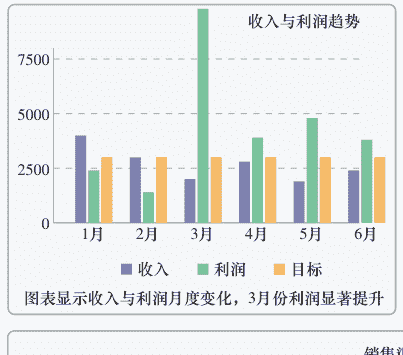 收入与利润趋势
7500
5000
2500
0
1月 2月 3月 4月 5月 6月
收入 利润 目标
图表显示收入与利润月度变化，3月份利润显著提升
销售